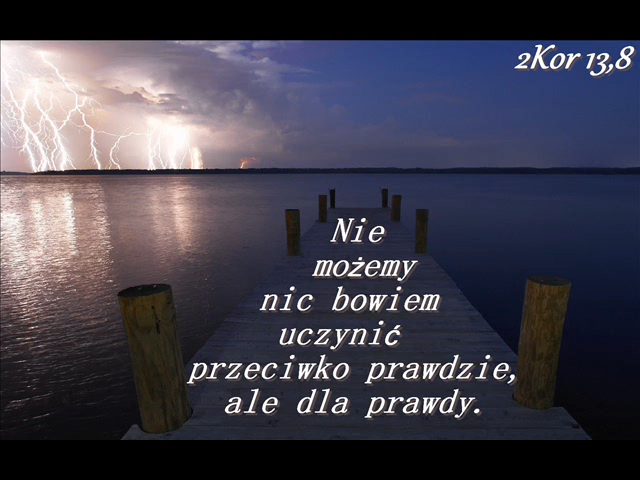 2Kor 13,8
Nie
możemy
nic bowiem
uczynić
przeciwko prawdzie,
ale dla prawdy.